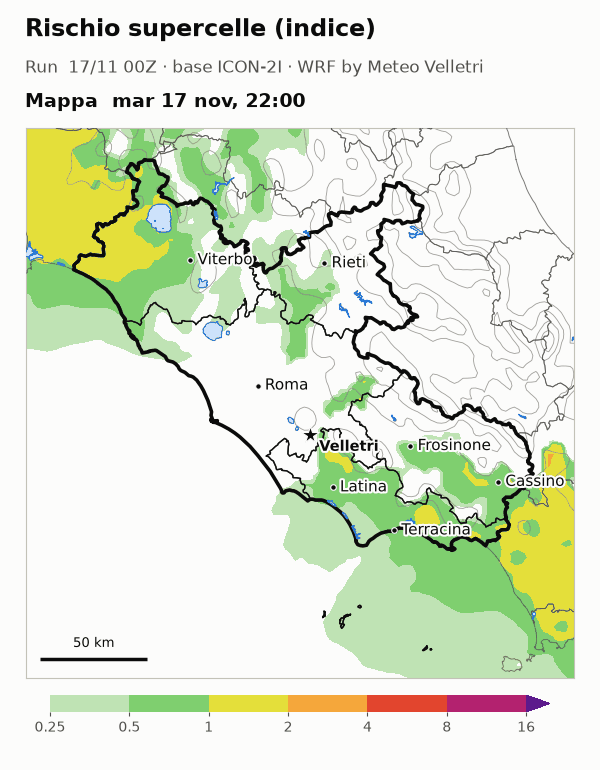 Rischio supercelle (indice)
Run  17/11 00Z · base ICON-2I · WRF by Meteo Velletri
Mappa  mar 17 nov, 22:00
Viterbo
Rieti
Roma
Velletri
Frosinone
Cassino
Latina
Terracina
50 km
0.25 0.5 1 2 4 8 16